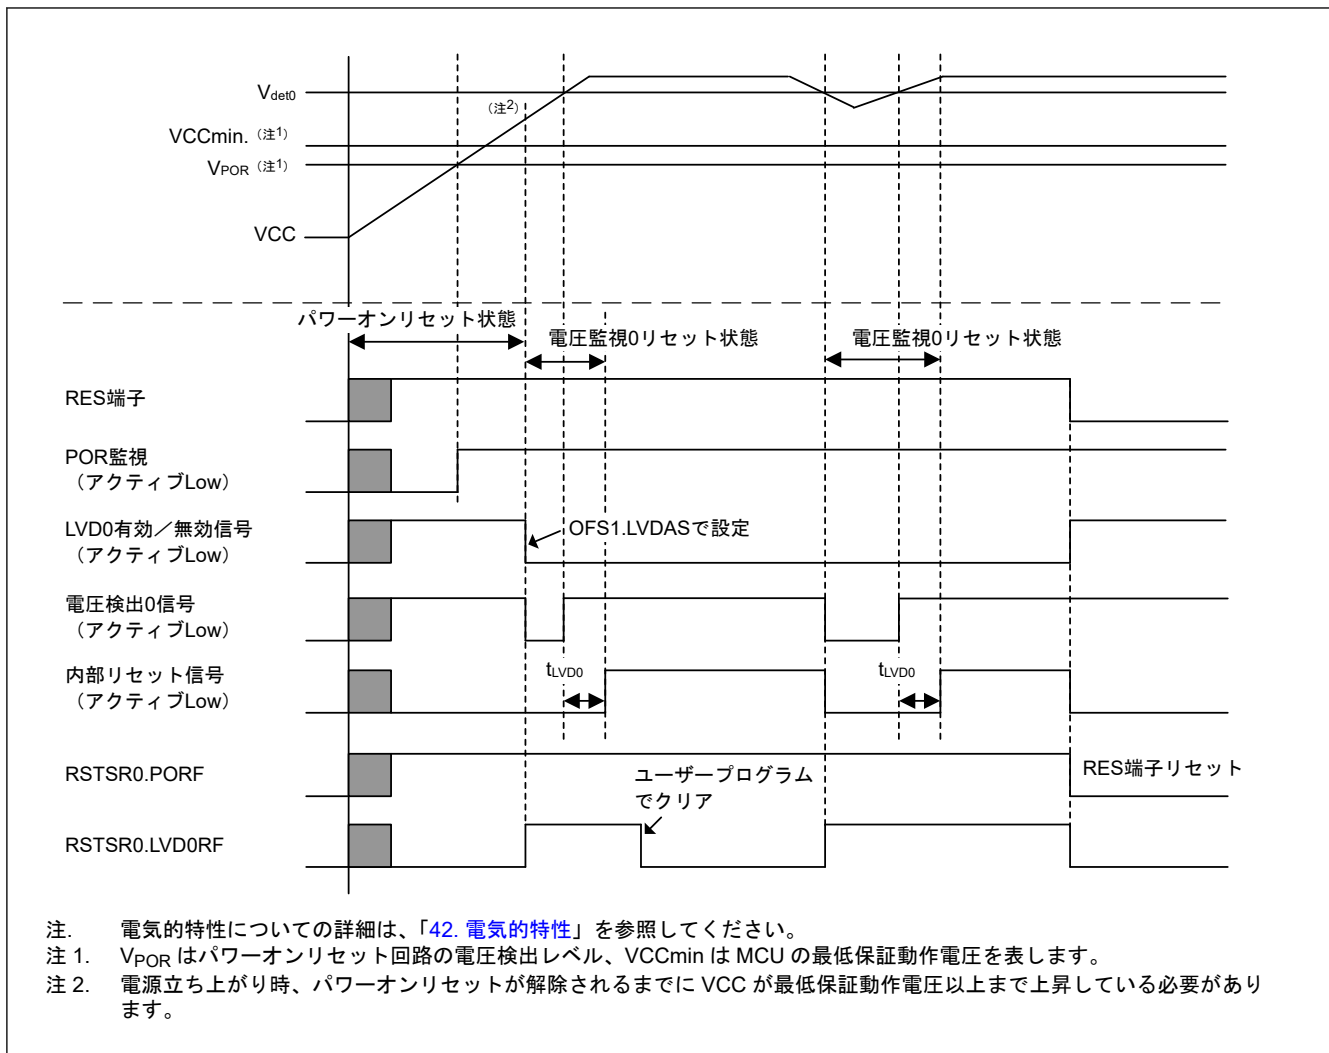 Vdet0
（注2）
VCCmin.（注1）
VPOR（注1）
VCC
パワーオンリセット状態
電圧監視0リセット状態
電圧監視0リセット状態
RES端子
POR監視
（アクティブLow）
LVD0有効／無効信号
（アクティブLow）
OFS1.LVDASで設定
電圧検出0信号
（アクティブLow）
内部リセット信号
（アクティブLow）
tLVD0
tLVD0
RSTSR0.PORF
ユーザープログラム
でクリア
RES端子リセット
RSTSR0.LVD0RF
注. 電気的特性についての詳細は、「42. 電気的特性」を参照してください。
注 1. VPOR はパワーオンリセット回路の電圧検出レベル、VCCmin は MCU の最低保証動作電圧を表します。
注 2. 電源立ち上がり時、パワーオンリセットが解除されるまでに VCC が最低保証動作電圧以上まで上昇している必要があり
ます。